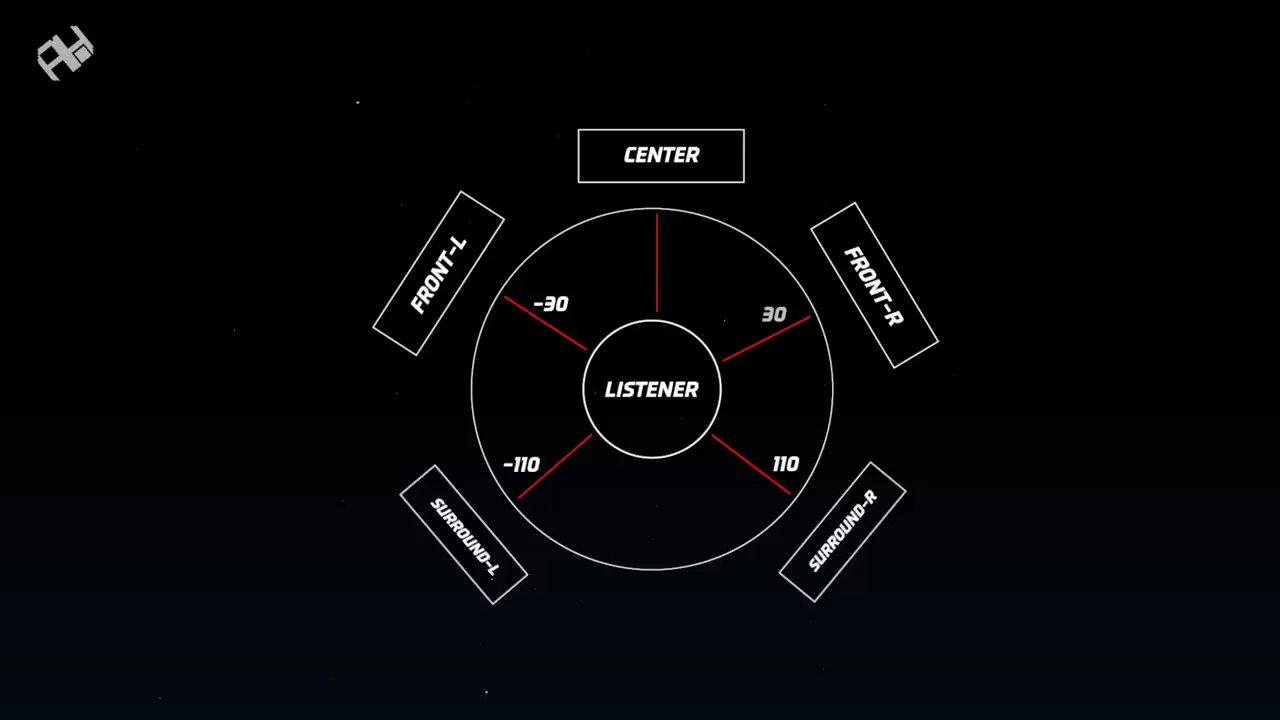 CENTER
FRONT-L
FRONT-R
-30
30
LISTENER
-110
110
SURROUND-L
SURROUND-R